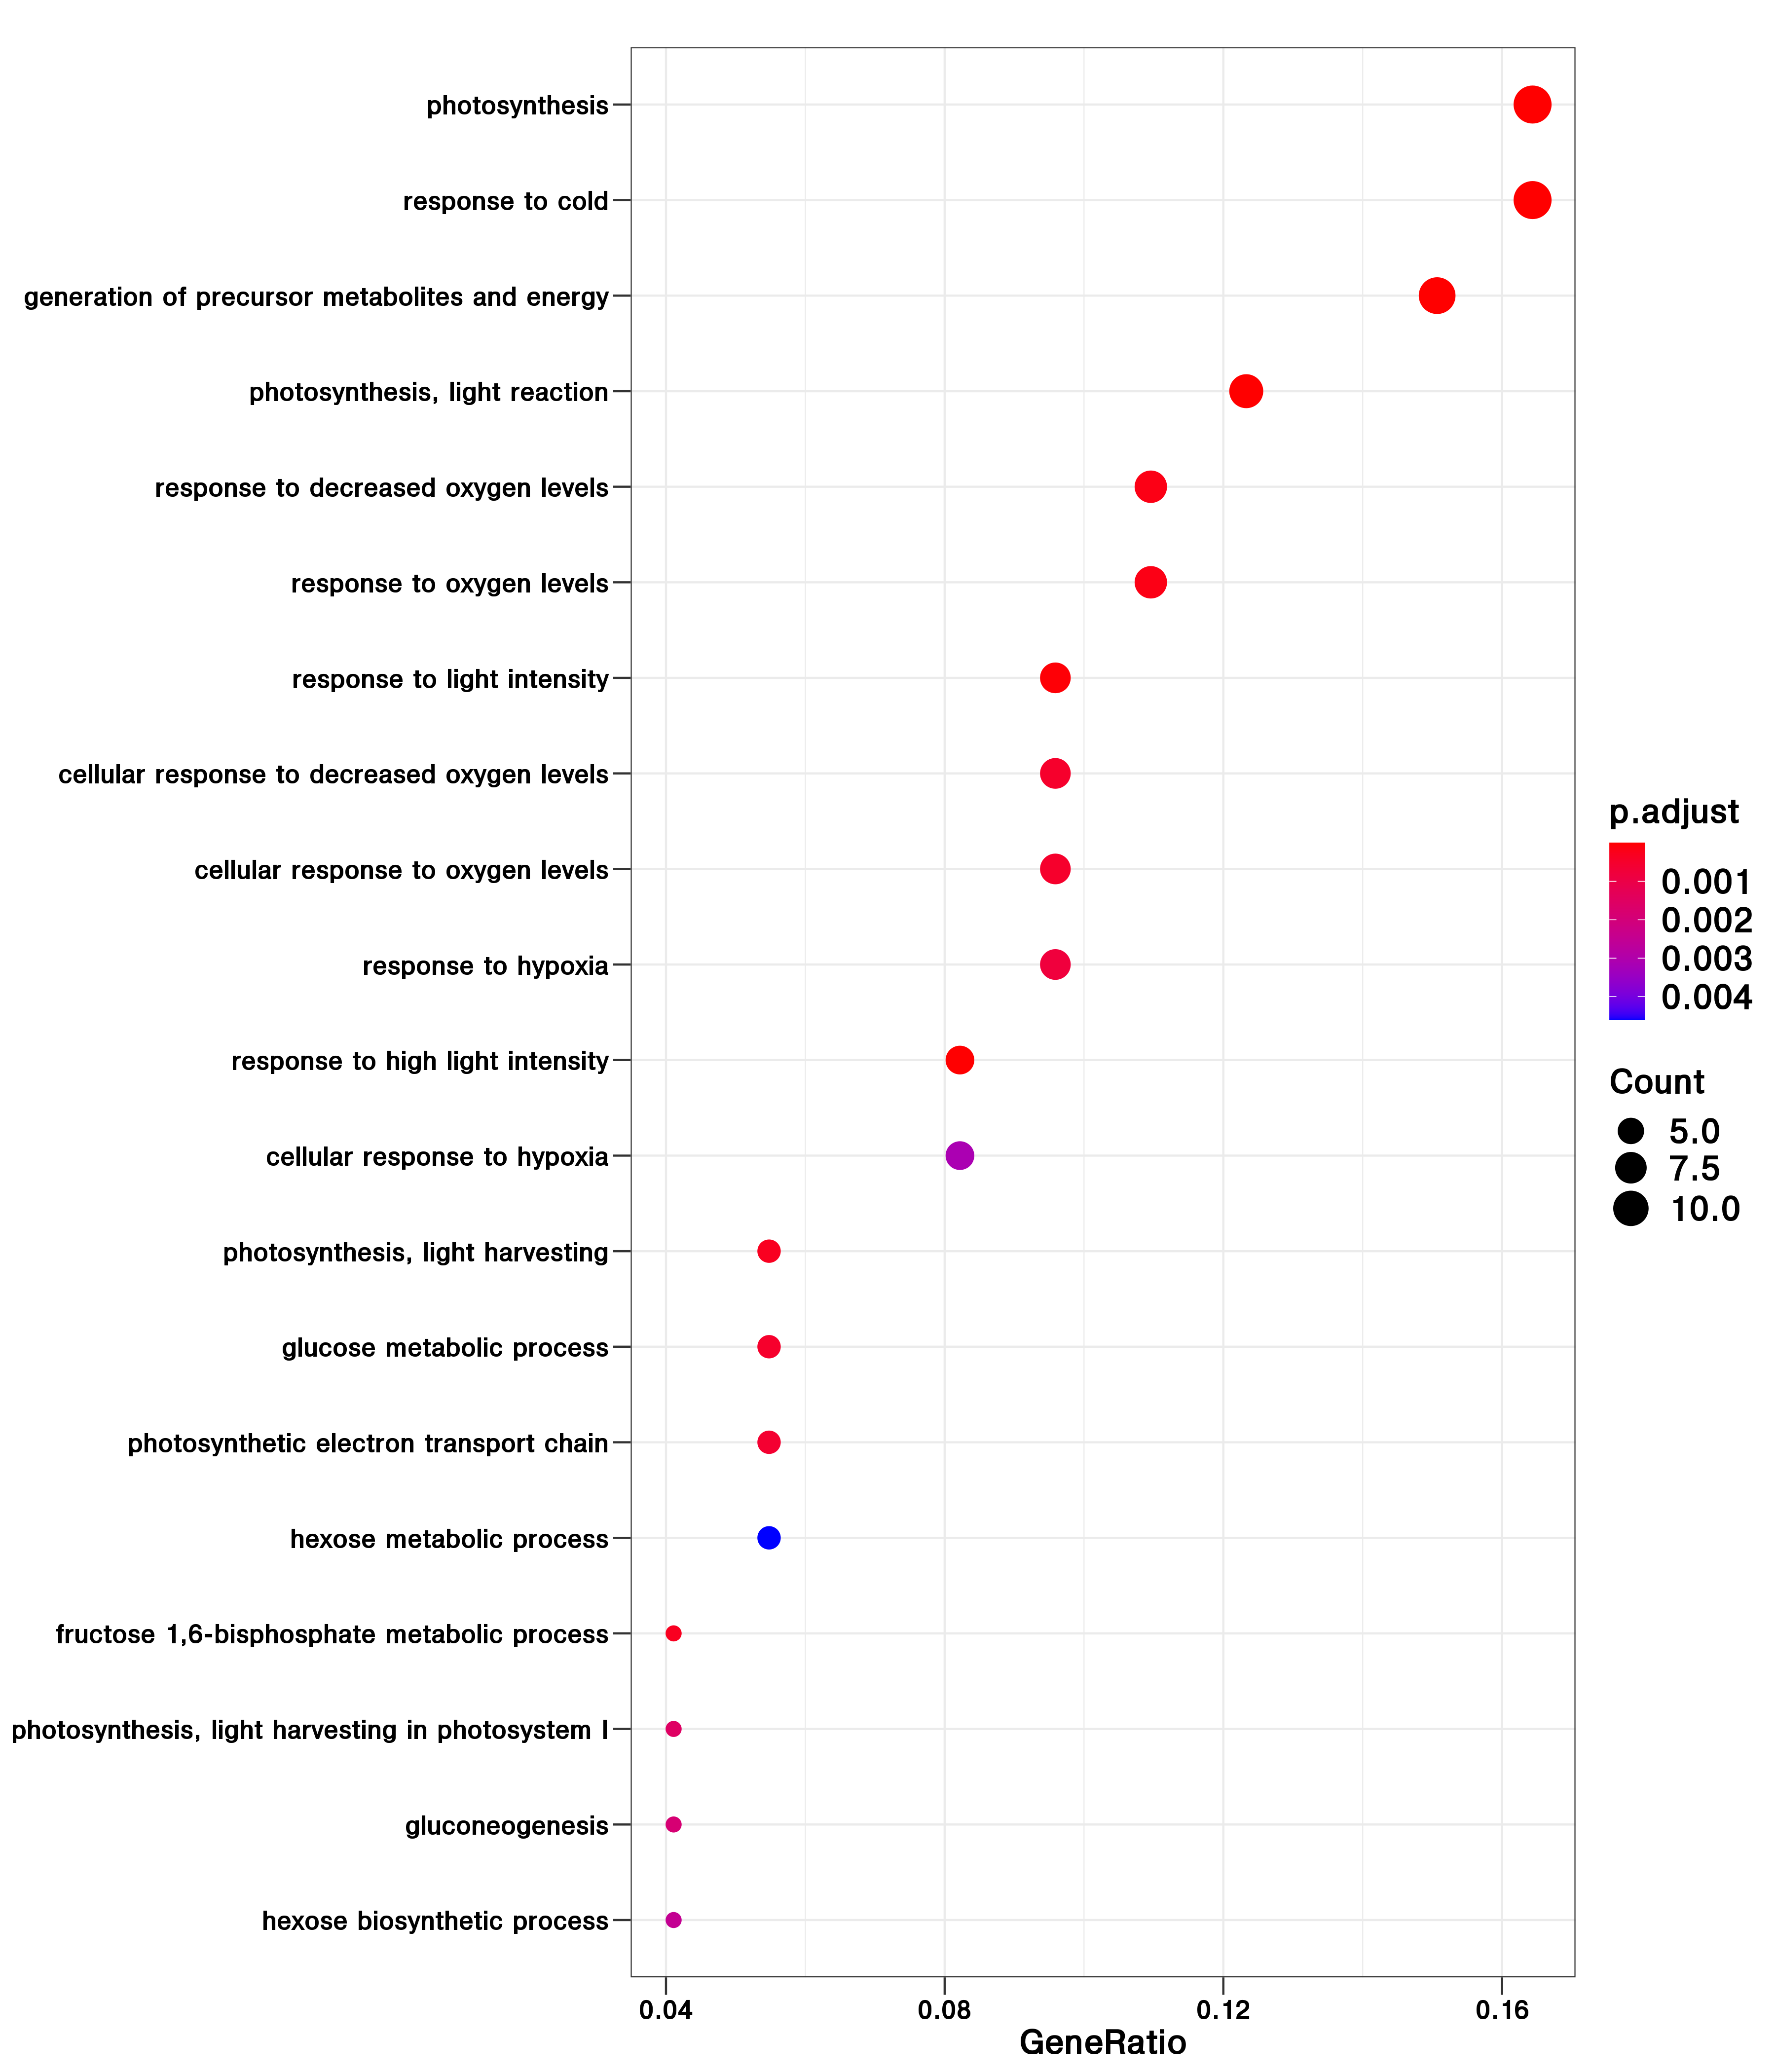 photosynthesis
response to cold
generation of precursor metabolites and energy
photosynthesis, light reaction
response to decreased oxygen levels
response to oxygen levels
response to light intensity
cellular response to decreased oxygen levels
cellular response to oxygen levels
response to hypoxia
response to high light intensity
cellular response to hypoxia
photosynthesis, light harvesting
glucose metabolic process
photosynthetic electron transport chain
hexose metabolic process
fructose 1,6-bisphosphate metabolic process
photosynthesis, light harvesting in photosystem I
gluconeogenesis
hexose biosynthetic process
0.04 0.08 0.12 0.16
GeneRatio
p.adjust
0.001
0.002
0.003
0.004
Count
5.0
7.5
10.0